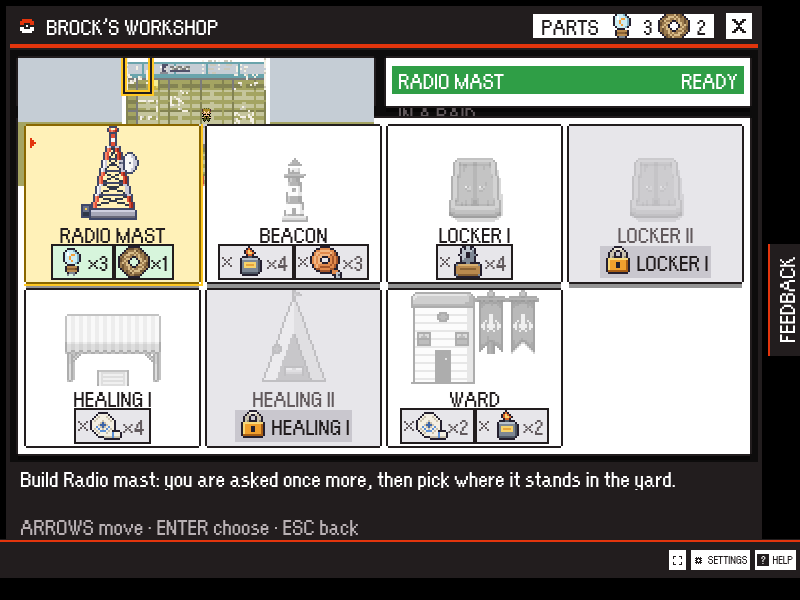 BROCK'S WORKSHOP
PARTS 3 2 X
RADIO MAST READY
IN A RAID
RADIO MAST
×3 ×1
BEACON
×4 ×3
LOCKER I
×4
LOCKER II
LOCKER I
HEALING I
×4
HEALING II
HEALING I
WARD
×2 ×2
FEEDBACK
Build Radio mast: you are asked once more, then pick where it stands in the yard.
ARROWS move · ENTER choose · ESC back
SETTINGS ? HELP